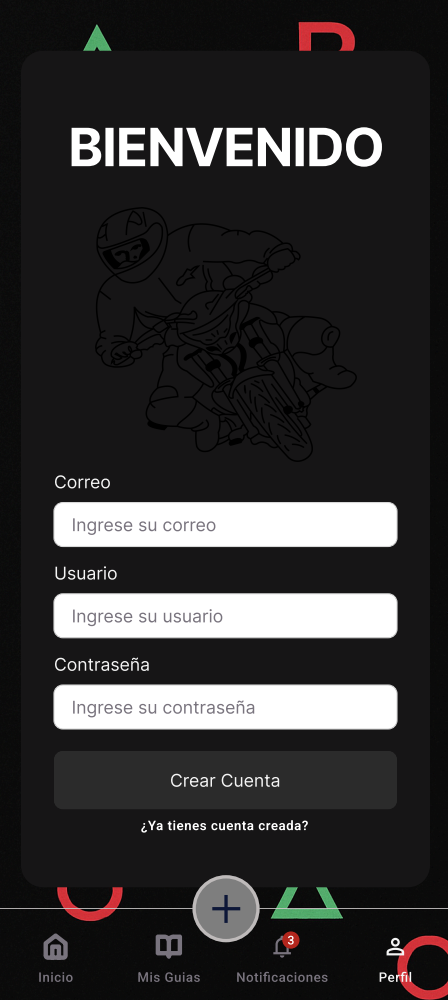 BIENVENIDO
Correo
Ingrese su correo
Usuario
Ingrese su usuario
Contraseña
Ingrese su contraseña
Crear Cuenta
¿Ya tienes cuenta creada?
3
Inicio
Mis Guias
Notificaciones
Perfil